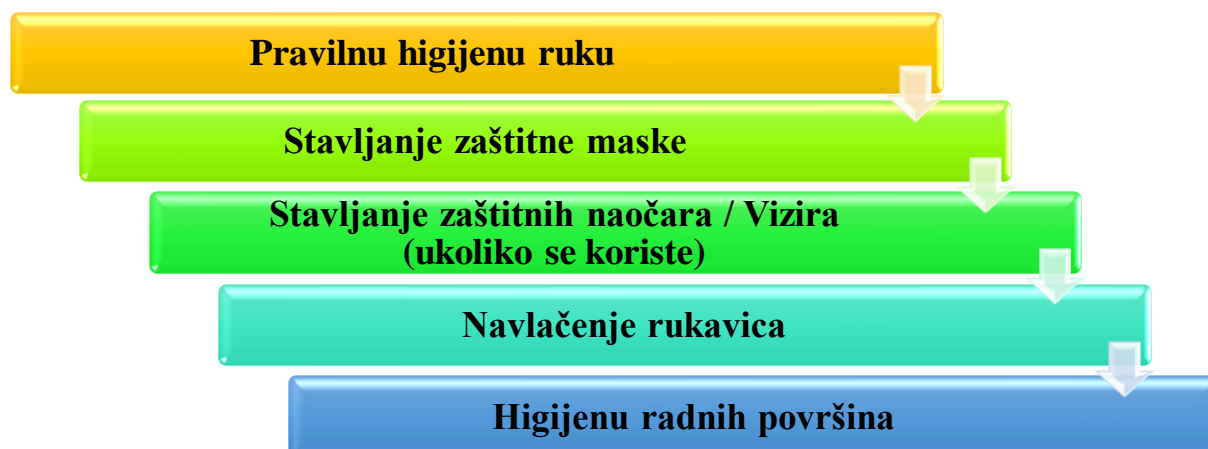 Pravilnu higijenu ruku
Stavljanje zaštitne maske
Stavljanje zaštitnih naočara / Vizira
(ukoliko se koriste)
Navlačenje rukavica
Higijenu radnih površina